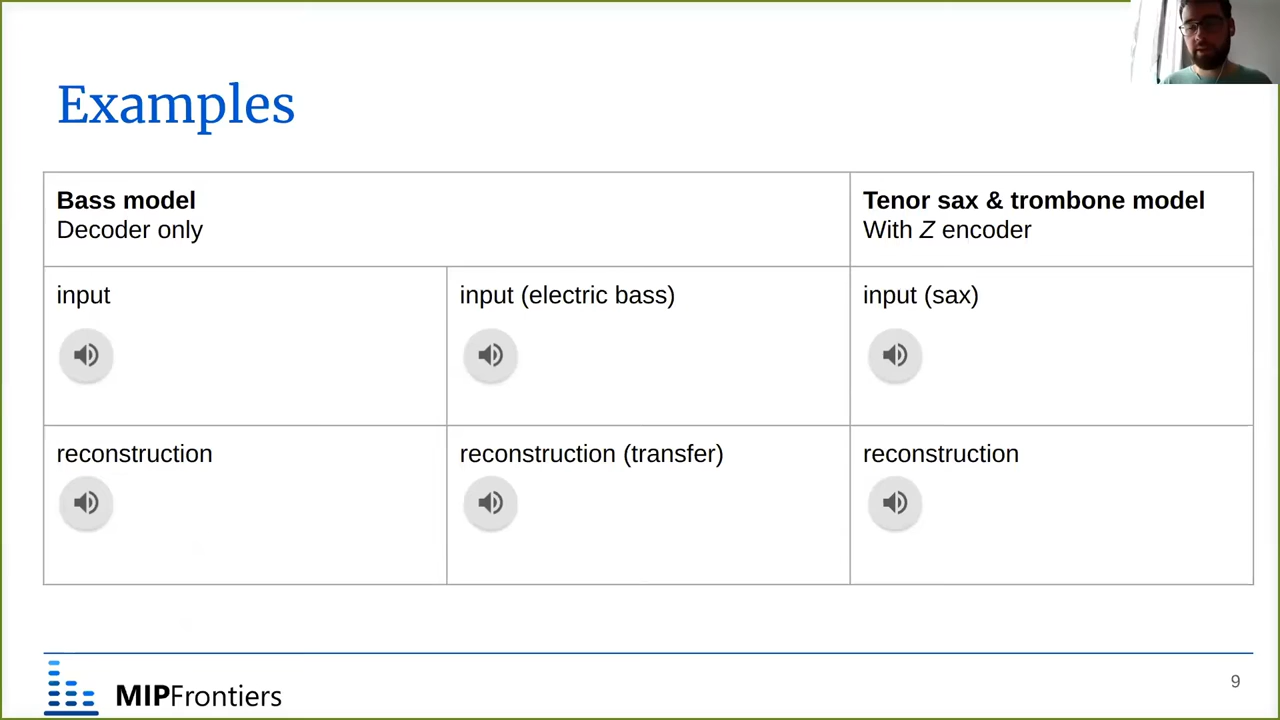 Examples
Bass model
Decoder only
Tenor sax & trombone model
With Z encoder
input
input (electric bass)
input (sax)
reconstruction
reconstruction (transfer)
reconstruction
MIPFrontiers
9